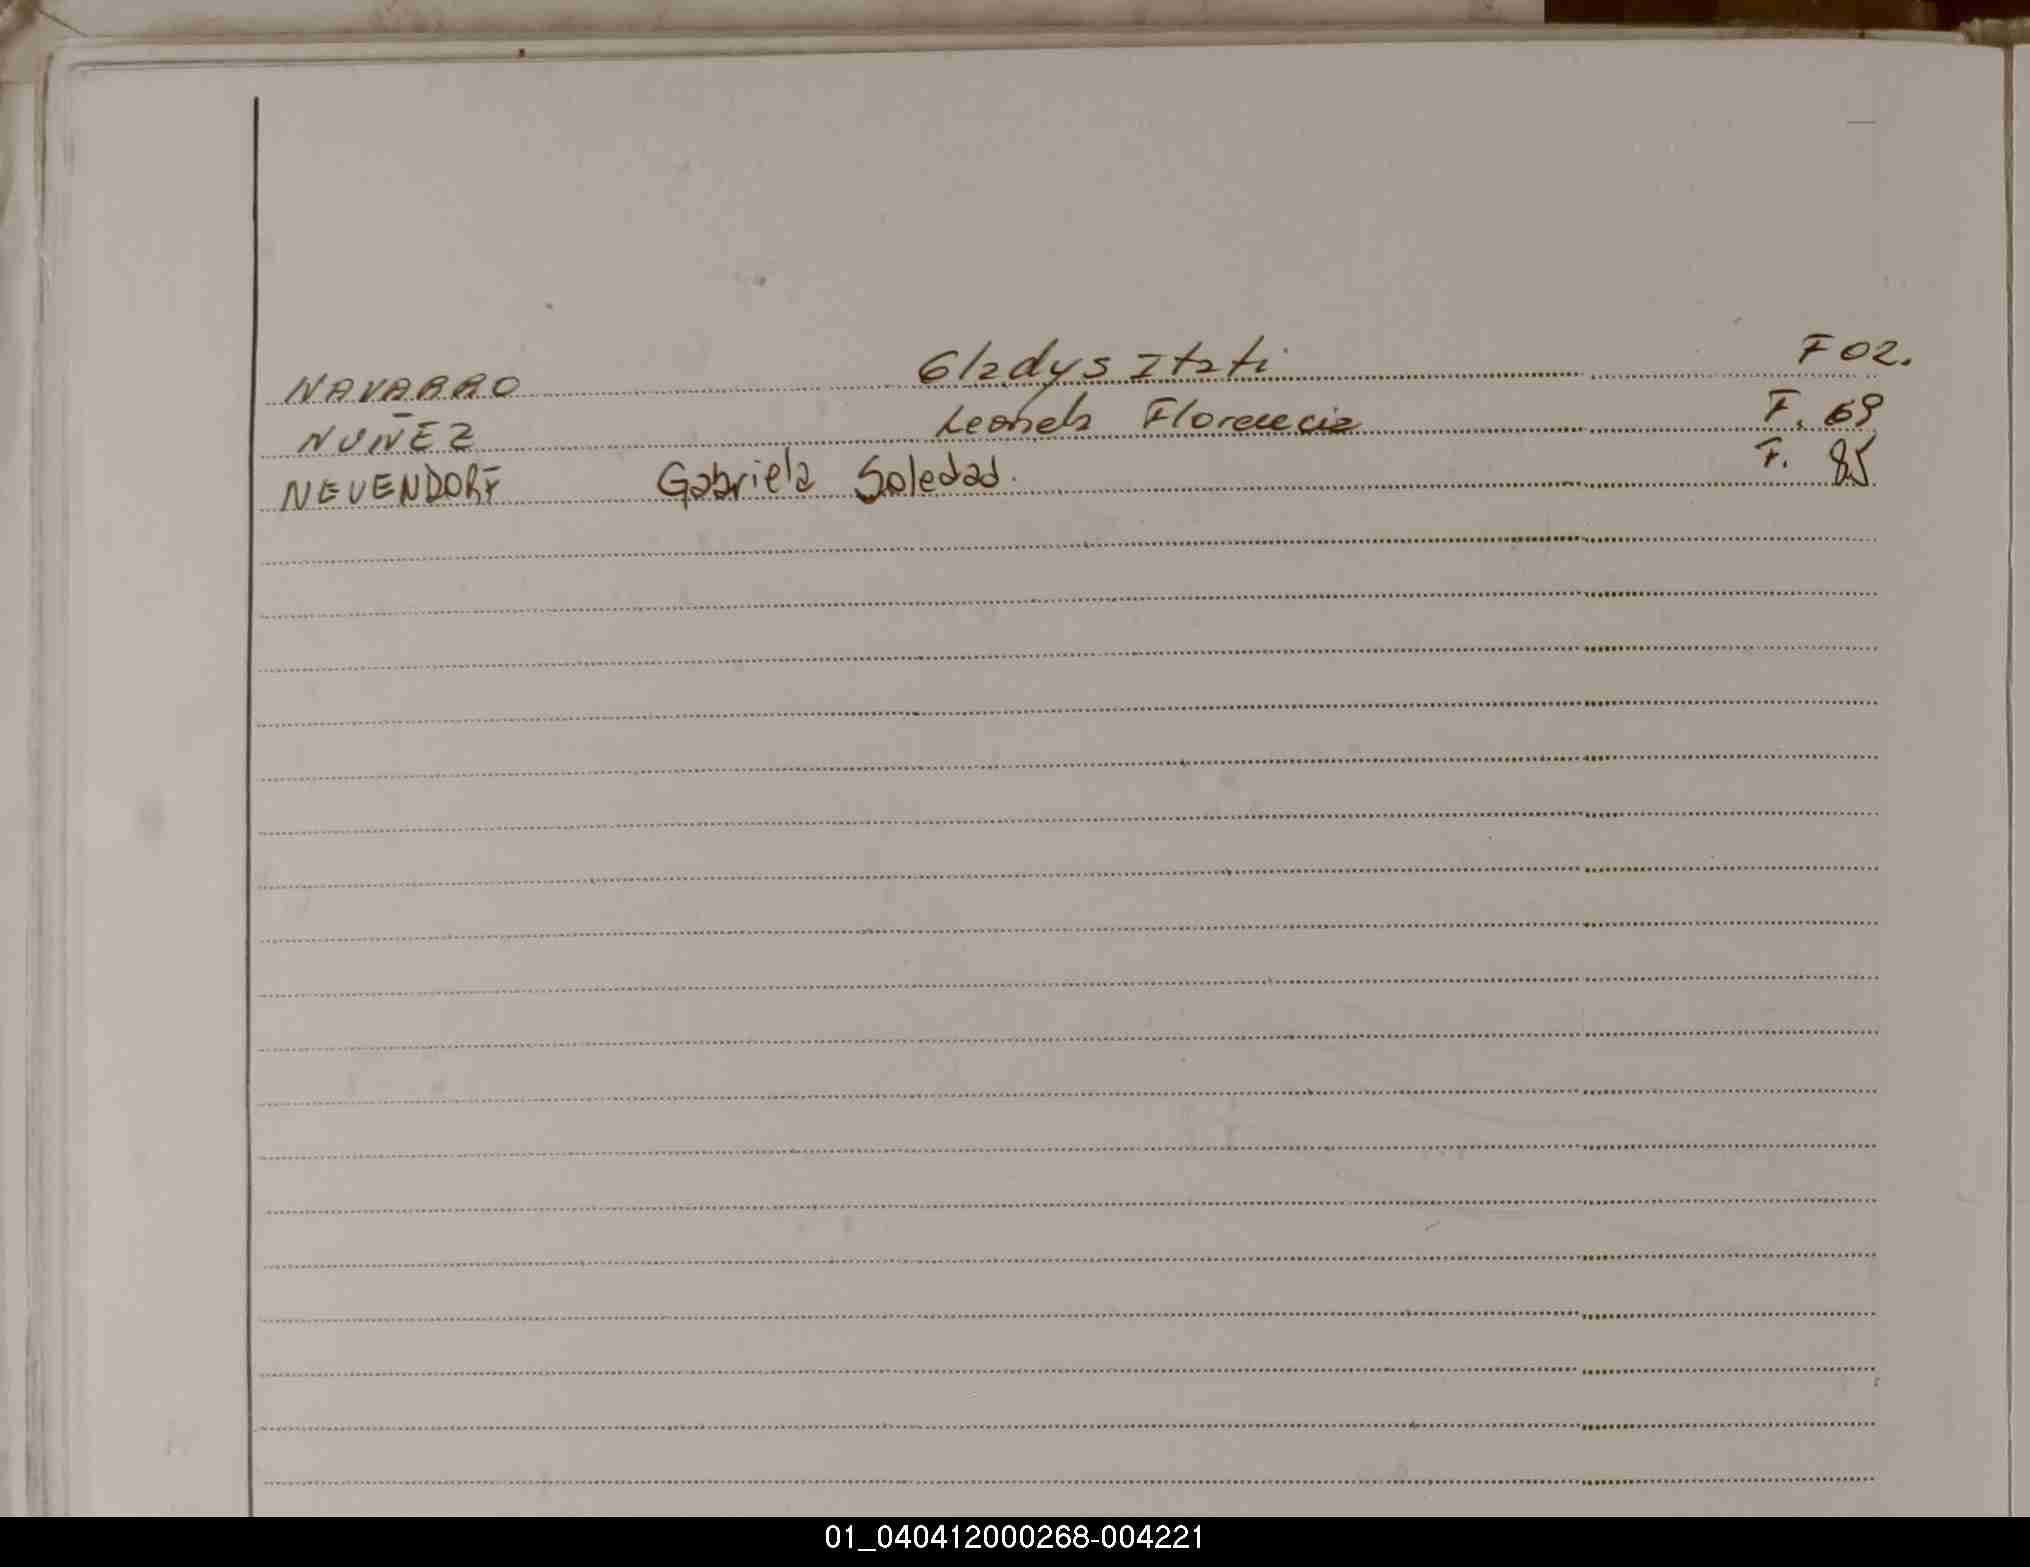 NAVARRO Gladys Itati F 02.
NUÑEZ Leonela Florencia F. 69
NEUENDORF Gabriela Soledad. F. 85
01_040412000268-004221